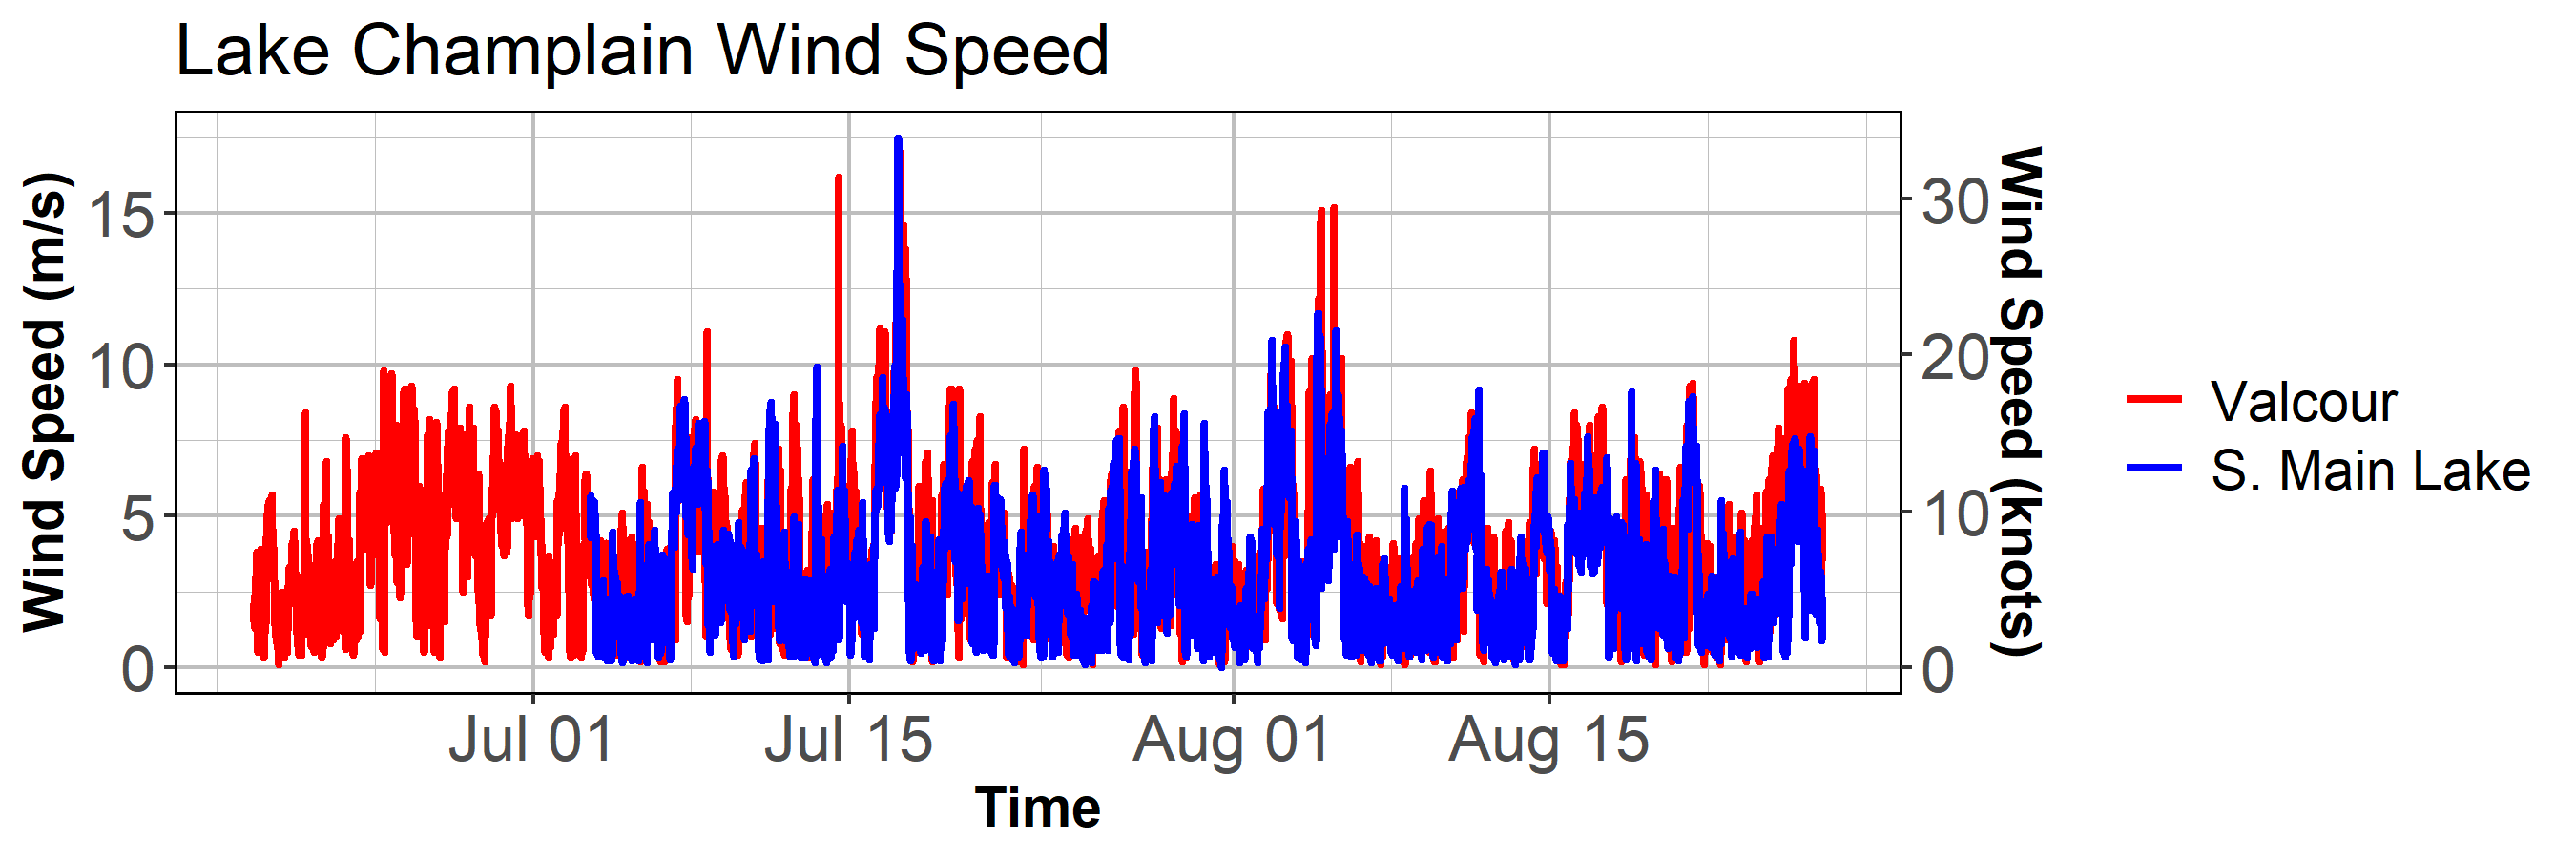 Lake Champlain Wind Speed
Wind Speed (m/s)
15
10
5
0
30
20
10
0
Wind Speed (knots)
Jul 01
Jul 15
Aug 01
Aug 15
Time
Valcour
S. Main Lake